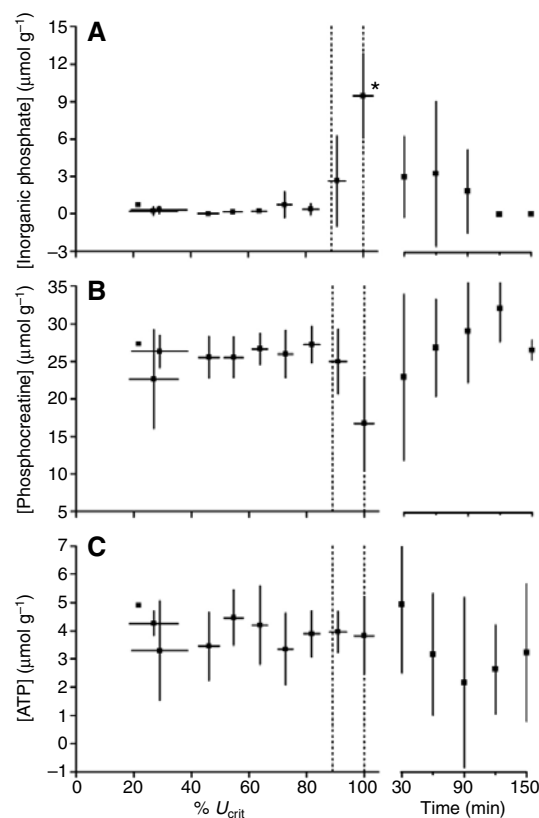 A
[Inorganic phosphate] (μmol g–1)
15
12
9
6
3
0
–3
*
B
[Phosphocreatine] (μmol g–1)
35
30
25
20
15
10
5
C
[ATP] (μmol g–1)
7
6
5
4
3
2
1
0
–1
0 20 40 60 80 100
30 90 150
% Ucrit
Time (min)